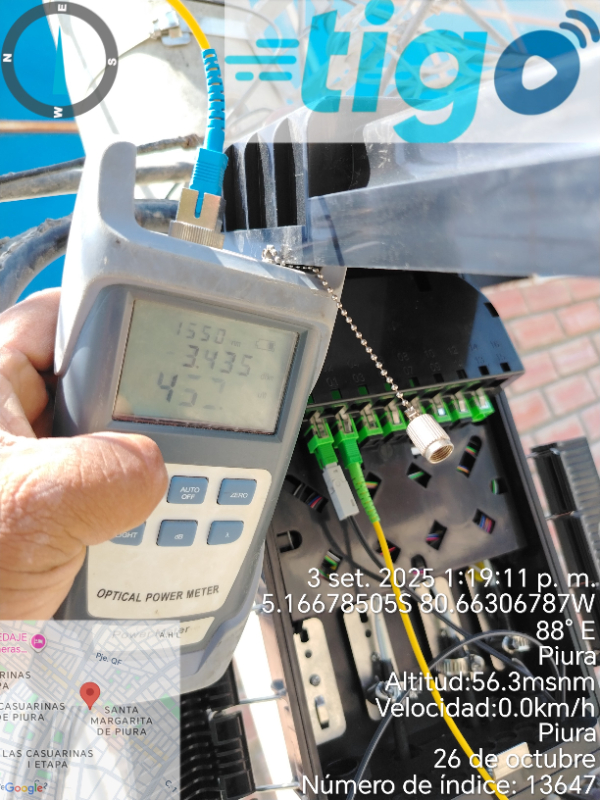 N
E
S
W
tigo
1550
-3.435
AUTO
OFF
ZERO
LIGHT
dB
λ
OPTICAL POWER METER
3 set. 2025 1:19:11 p. m.
5.16678505S 80.66306787W
88° E
Piura
Altitud:56.3msnm
Velocidad:0.0km/h
Piura
26 de octubre
Número de índice: 13647
Pje. QF
CASUARINAS
DE PIURA
SANTA
MARGARITA
DE PIURA
LAS CASUARINAS
I ETAPA
Google